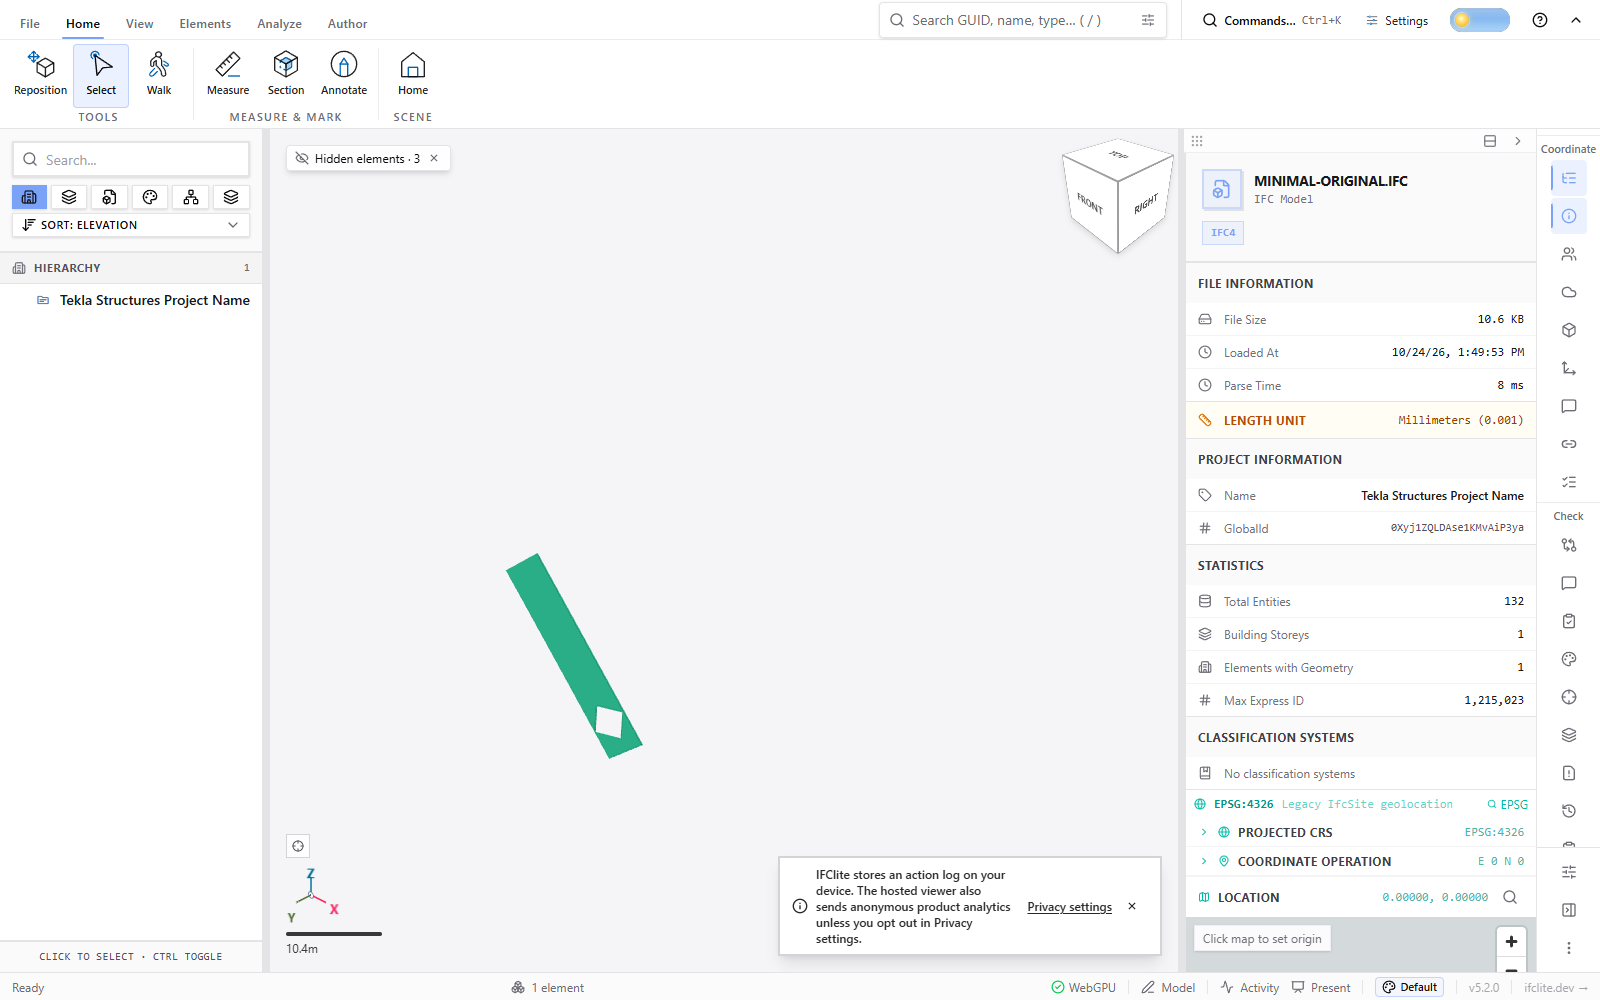 File Home View Elements Analyze Author
Search GUID, name, type... ( / )
Commands... Ctrl+K
Settings
Reposition Select Walk
TOOLS
Measure Section Annotate
MEASURE & MARK
Home
SCENE
Search...
SORT: ELEVATION
HIERARCHY 1
Tekla Structures Project Name
CLICK TO SELECT · CTRL TOGGLE
Hidden elements · 3
TOP
FRONT
RIGHT
Z
Y
X
10.4m
IFClite stores an action log on your
device. The hosted viewer also
sends anonymous product analytics
unless you opt out in Privacy
settings.
Privacy settings
MINIMAL-ORIGINAL.IFC
IFC Model
IFC4
FILE INFORMATION
File Size 10.6 KB
Loaded At 10/24/26, 1:49:53 PM
Parse Time 8 ms
LENGTH UNIT Millimeters (0.001)
PROJECT INFORMATION
Name Tekla Structures Project Name
GlobalId 0Xyj1ZQLDAse1KMvAiP3ya
STATISTICS
Total Entities 132
Building Storeys 1
Elements with Geometry 1
Max Express ID 1,215,023
CLASSIFICATION SYSTEMS
No classification systems
EPSG:4326 Legacy IfcSite geolocation EPSG
PROJECTED CRS EPSG:4326
COORDINATE OPERATION E 0 N 0
LOCATION 0.00000, 0.00000
Click map to set origin
+
−
Coordinate
Check
Ready
1 element
WebGPU
Model
Activity
Present
Default
v5.2.0
ifclite.dev →